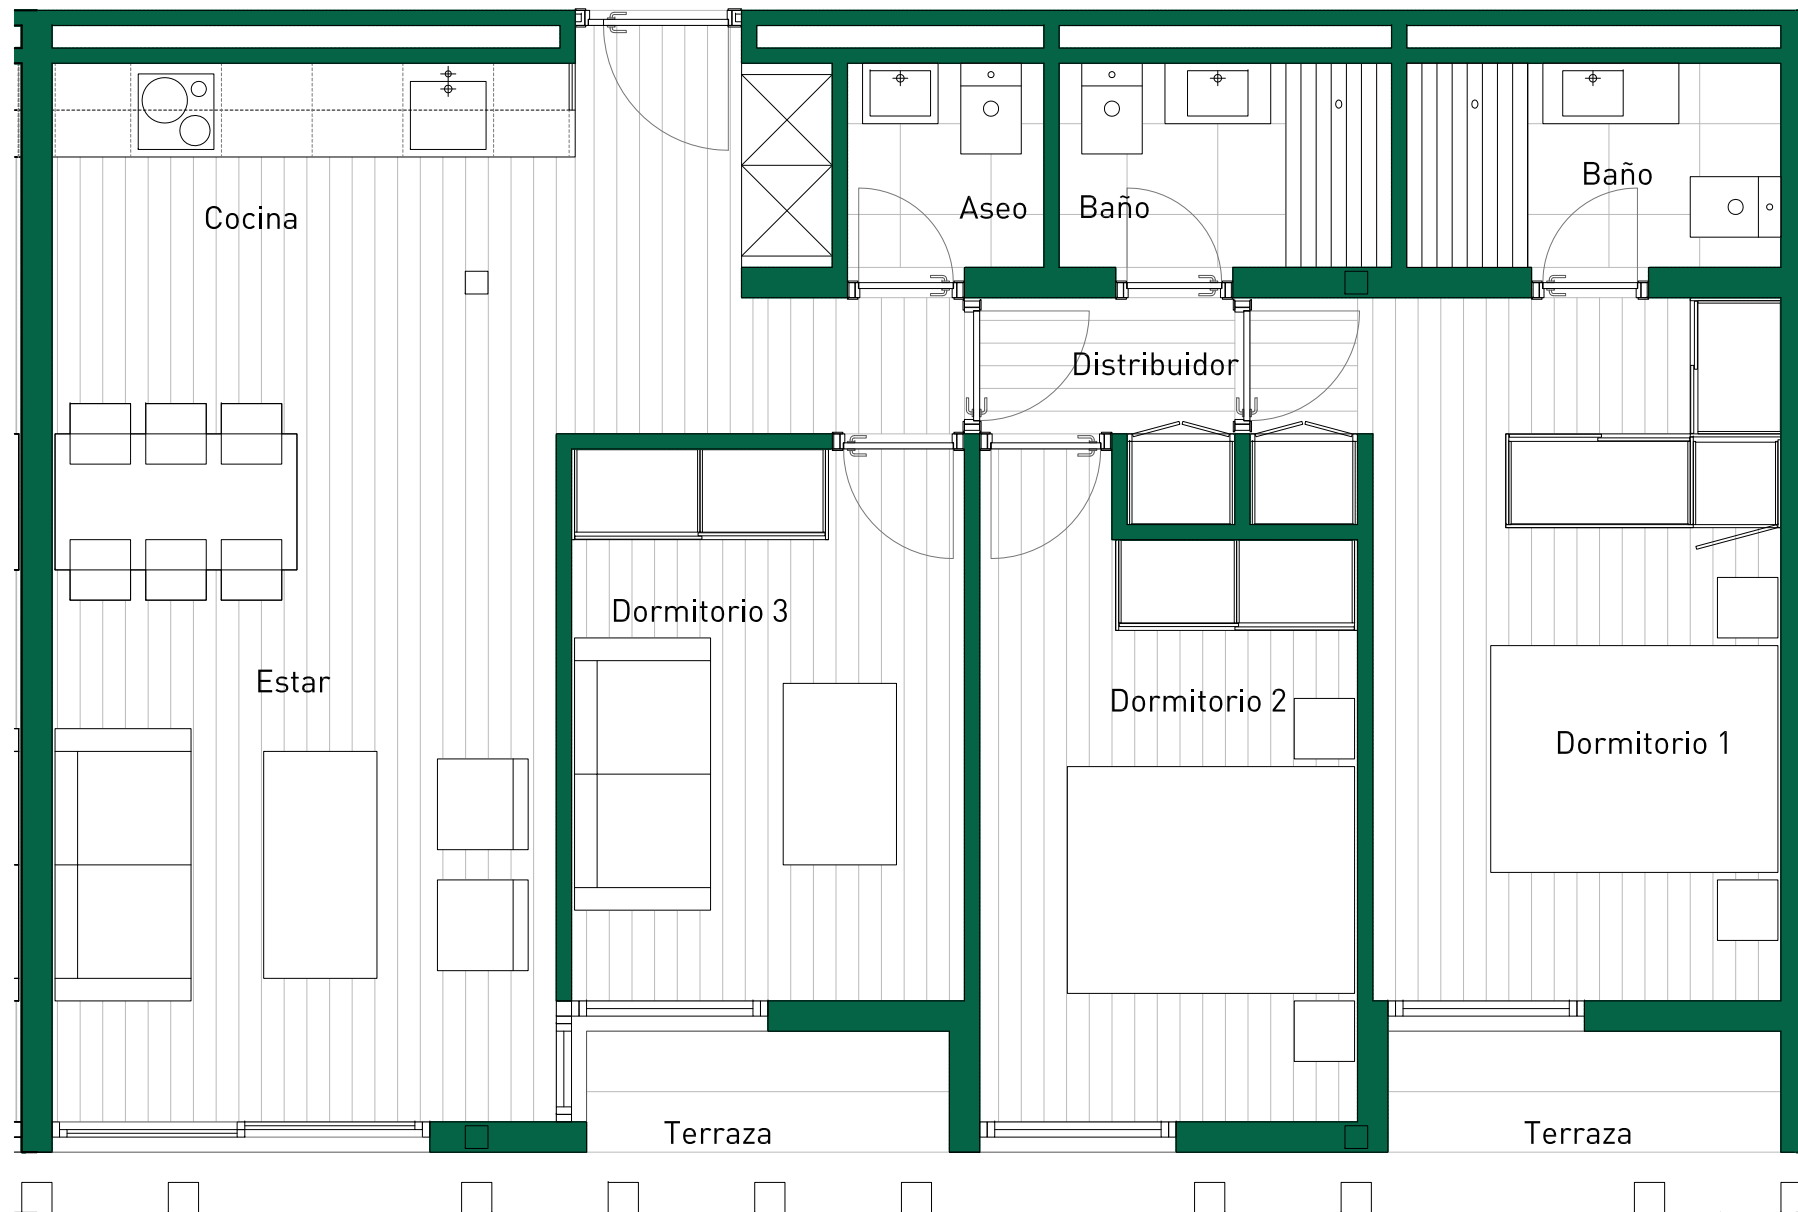 Baño
Cocina
Aseo
Baño
Distribuidor
Dormitorio 3
Estar
Dormitorio 2
Dormitorio 1
Terraza
Terraza